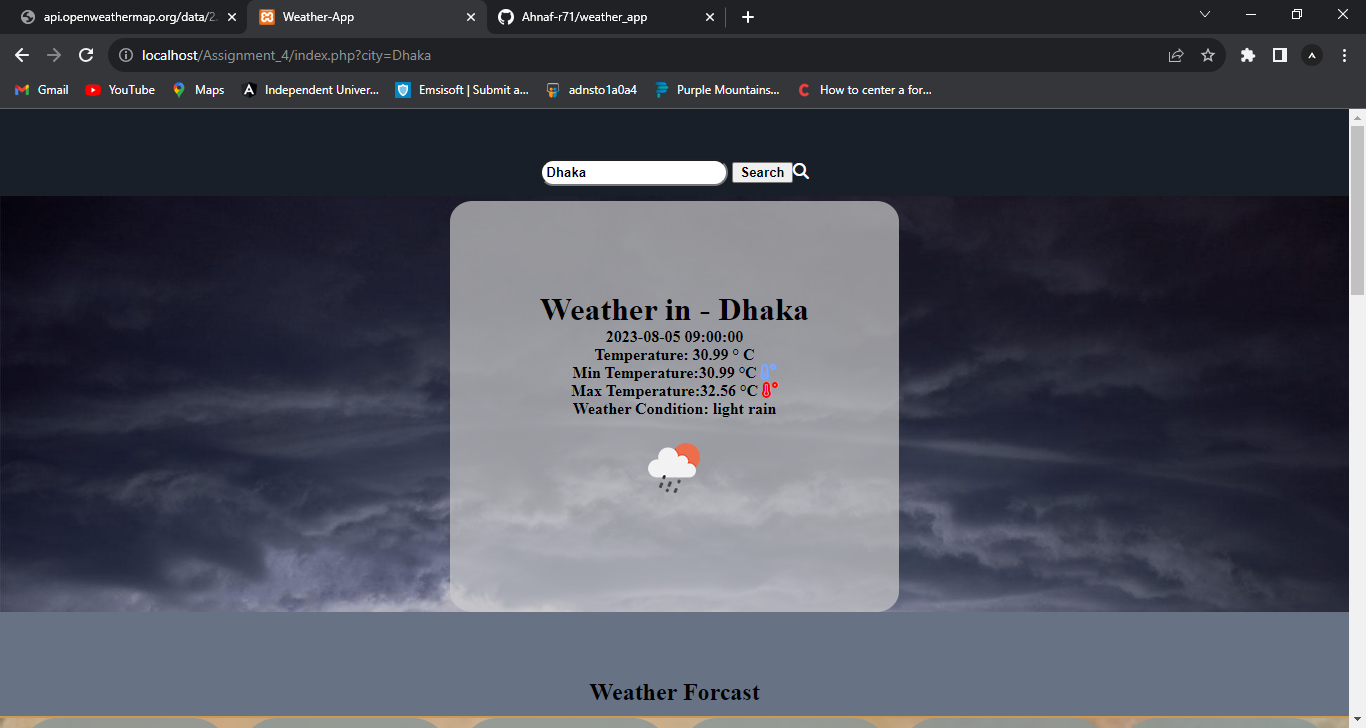 api.openweathermap.org/data/2.
Weather-App
Ahnaf-r71/weather_app
localhost/Assignment_4/index.php?city=Dhaka
Gmail
YouTube
Maps
Independent Univer...
Emsisoft | Submit a...
adnsto1a0a4
Purple Mountains...
How to center a for...
Dhaka
Search
Weather in - Dhaka
2023-08-05 09:00:00
Temperature: 30.99 ° C
Min Temperature:30.99 °C
Max Temperature:32.56 °C
Weather Condition: light rain
Weather Forcast